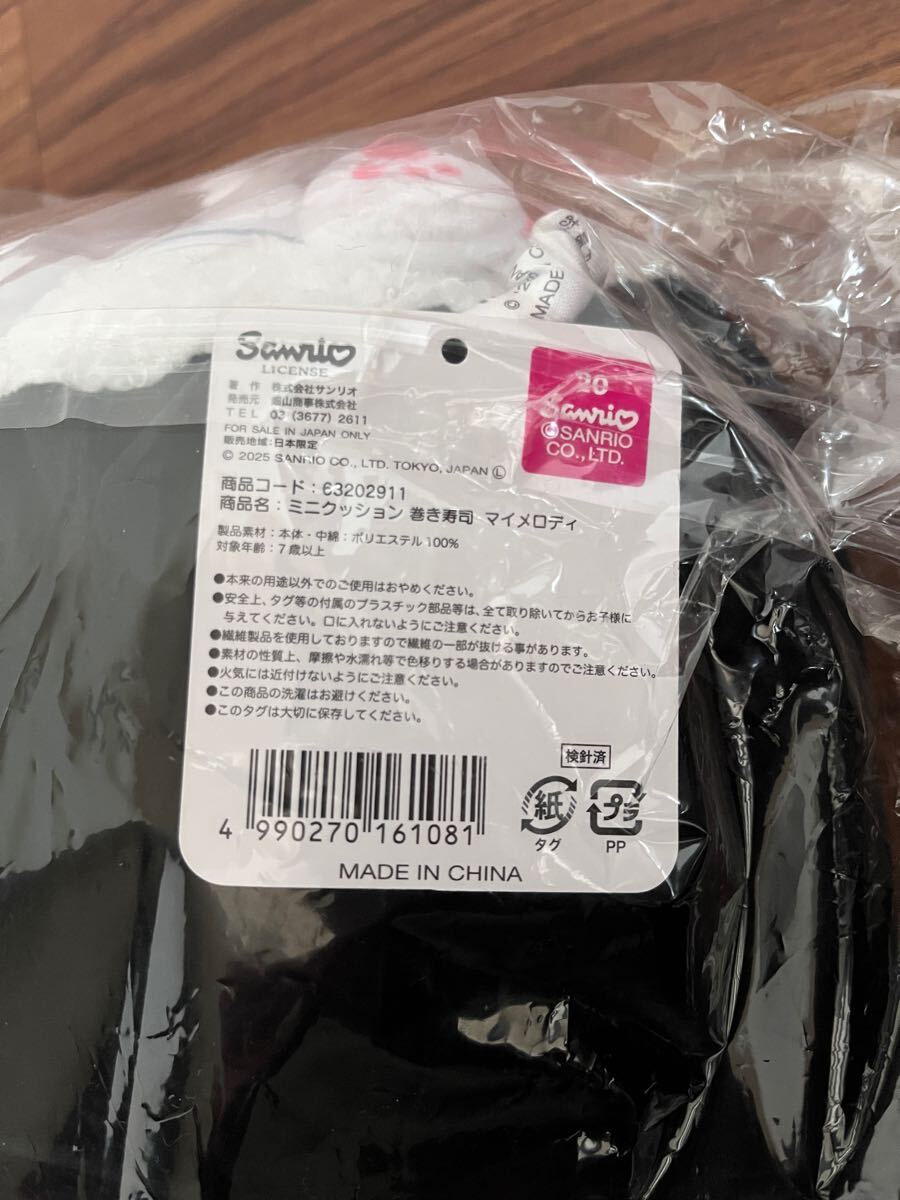 MADE IN C
Sanrio
LICENSE
著 作 株式会社サンリオ
発売元 畑山商事株式会社
TEL 03 (3677) 2611
FOR SALE IN JAPAN ONLY
販売地域:日本限定
© 2025 SANRIO CO., LTD. TOKYO, JAPAN Ⓛ
20
Sanrio
©SANRIO
CO.,LTD.
商品コード:63202911
商品名:ミニクッション 巻き寿司 マイメロディ
製品素材:本体・中綿:ポリエステル100%
対象年齢:7歳以上
●本来の用途以外でのご使用はおやめください。
●安全上、タグ等の付属のプラスチック部品等は、全て取り除いてからお子様に
与えてください。口に入れないようにご注意ください。
●繊維製品を使用しておりますので繊維の一部が抜ける事があります。
●素材の性質上、摩擦や水濡れ等で色移りする場合がありますのでご注意ください。
●火気には近付けないようにご注意ください。
●この商品の洗濯はお避けください。
●このタグは大切に保存してください。
検針済
4 990270 161081
紙
タグ
プラ
PP
MADE IN CHINA